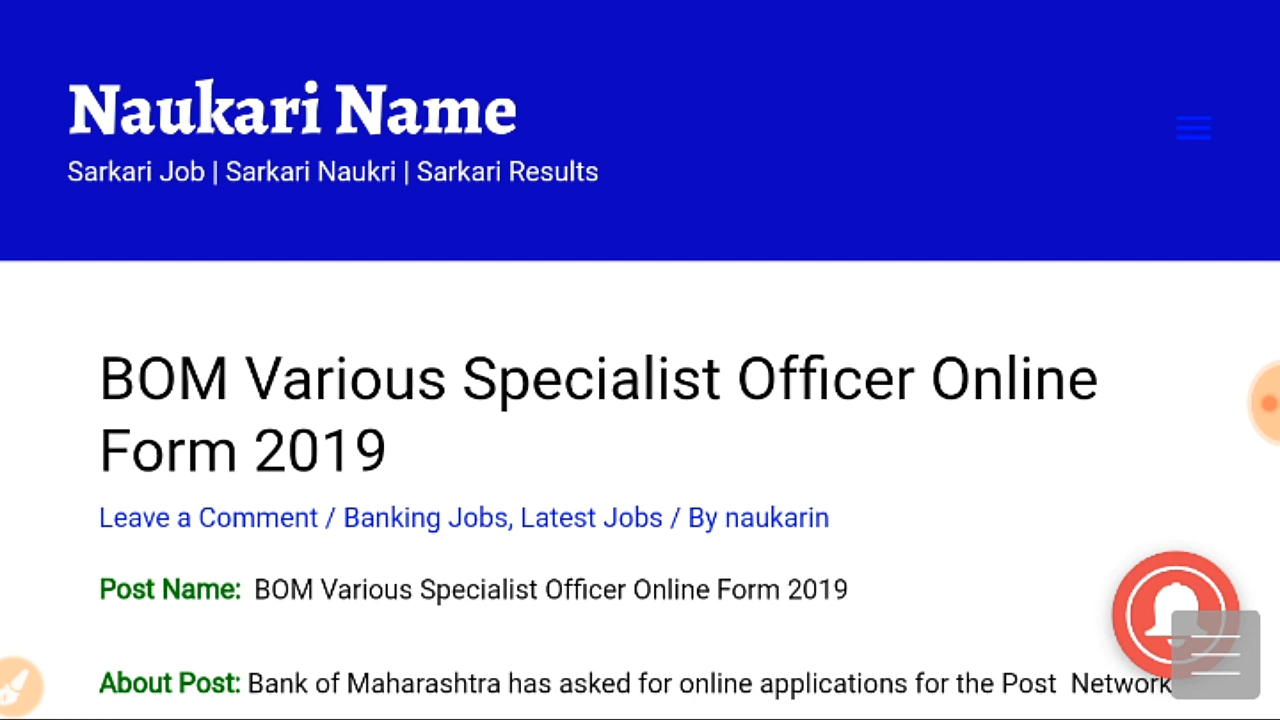 Naukari Name
Sarkari Job | Sarkari Naukri | Sarkari Results
BOM Various Specialist Officer Online
Form 2019
Leave a Comment / Banking Jobs, Latest Jobs / By naukarin
Post Name: BOM Various Specialist Officer Online Form 2019
About Post: Bank of Maharashtra has asked for online applications for the Post Network